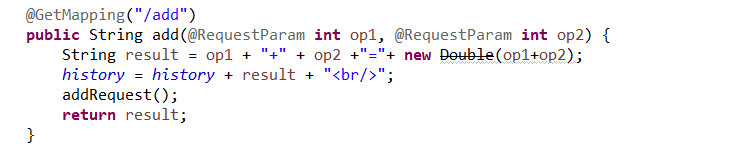 @GetMapping("/add")
public String add(@RequestParam int op1, @RequestParam int op2) {
String result = op1 + "+" + op2 +"="+ new Double(op1+op2);
history = history + result + "<br/>";
addRequest();
return result;
}